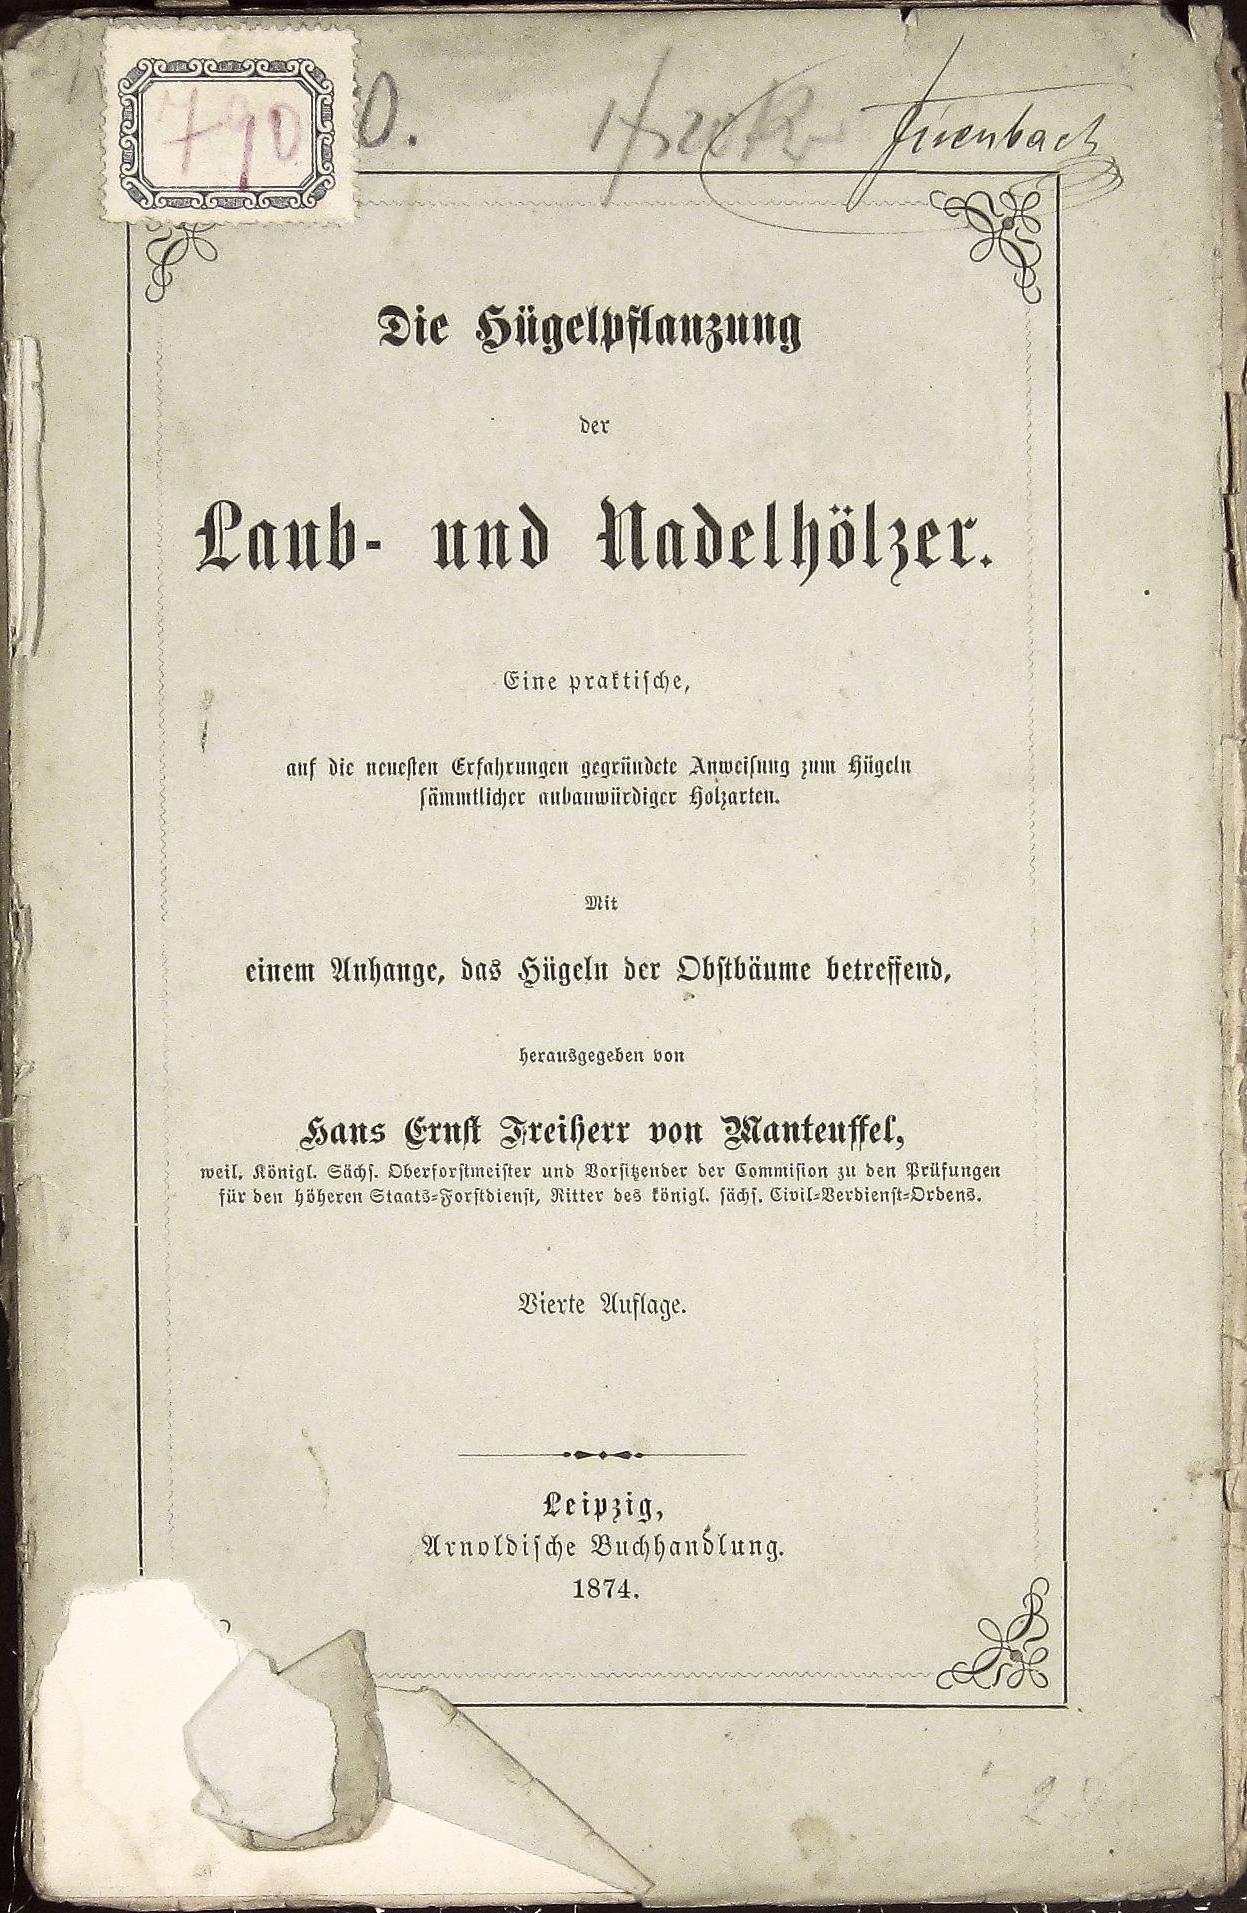 790
0.
Die Hügelpflanzung
der
Laub- und Nadelhölzer.
Eine praktische,
auf die neuesten Erfahrungen gegründete Anweisung zum Hügeln
sämmtlicher anbauwürdiger Holzarten.
Mit
einem Anhange, das Hügeln der Obstbäume betreffend,
herausgegeben von
Hans Ernst Freiherr von Manteuffel,
weil. Königl. Sächs. Oberforstmeister und Vorsitzender der Commision zu den Prüfungen
für den höheren Staats-Forstdienst, Ritter des königl. sächs. Civil-Verdienst-Ordens.
Vierte Auflage.
Leipzig,
Arnoldische Buchhandlung.
1874.